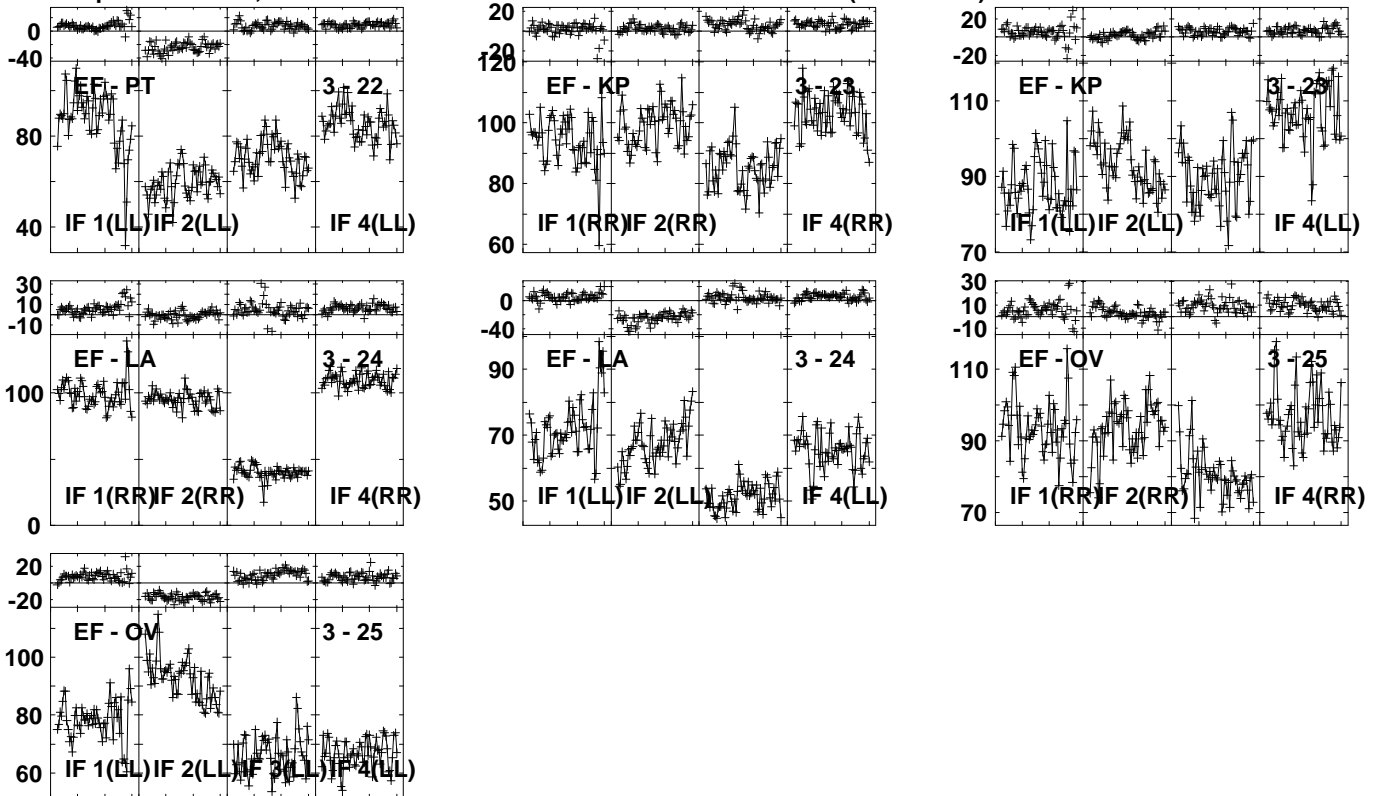 0
-40
EF - PT 3 - 22
80
40
IF 1(LL) IF 2(LL) IF 4(LL)
20
-20
120
EF - KP 3 - 23
100
80
60
IF 1(RR) IF 2(RR) IF 4(RR)
20
-20
EF - KP 3 - 23
110
90
70
IF 1(LL) IF 2(LL) IF 4(LL)
30
10
-10
EF - LA 3 - 24
100
0
IF 1(RR) IF 2(RR) IF 4(RR)
0
-40
EF - LA 3 - 24
90
70
50
IF 1(LL) IF 2(LL) IF 4(LL)
30
10
-10
EF - OV 3 - 25
110
90
70
IF 1(RR) IF 2(RR) IF 4(RR)
20
-20
EF - OV 3 - 25
100
80
60
IF 1(LL) IF 2(LL) IF 3(LL) IF 4(LL)